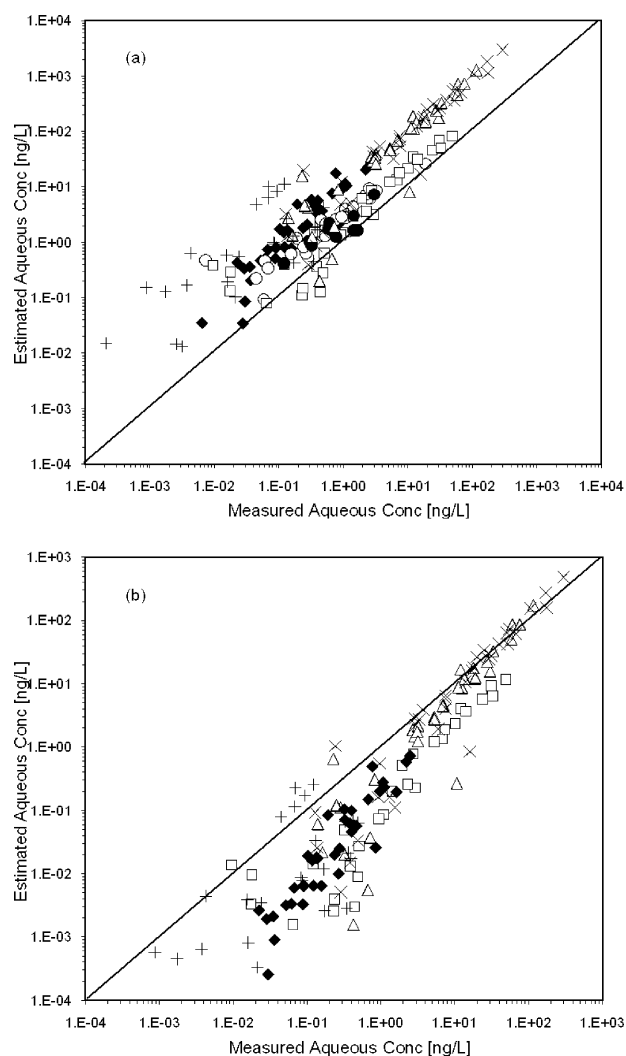 1.E+04
(a)
1.E+03
1.E+02
1.E+01
1.E+00
1.E-01
1.E-02
1.E-03
1.E-04
Estimated Aqueous Conc [ng/L]
1.E-04 1.E-03 1.E-02 1.E-01 1.E+00 1.E+01 1.E+02 1.E+03 1.E+04
Measured Aqueous Conc [ng/L]
1.E+03
(b)
1.E+02
1.E+01
1.E+00
1.E-01
1.E-02
1.E-03
1.E-04
Estimated Aqueous Conc [ng/L]
1.E-04 1.E-03 1.E-02 1.E-01 1.E+00 1.E+01 1.E+02 1.E+03
Measured Aqueous Conc [ng/L]